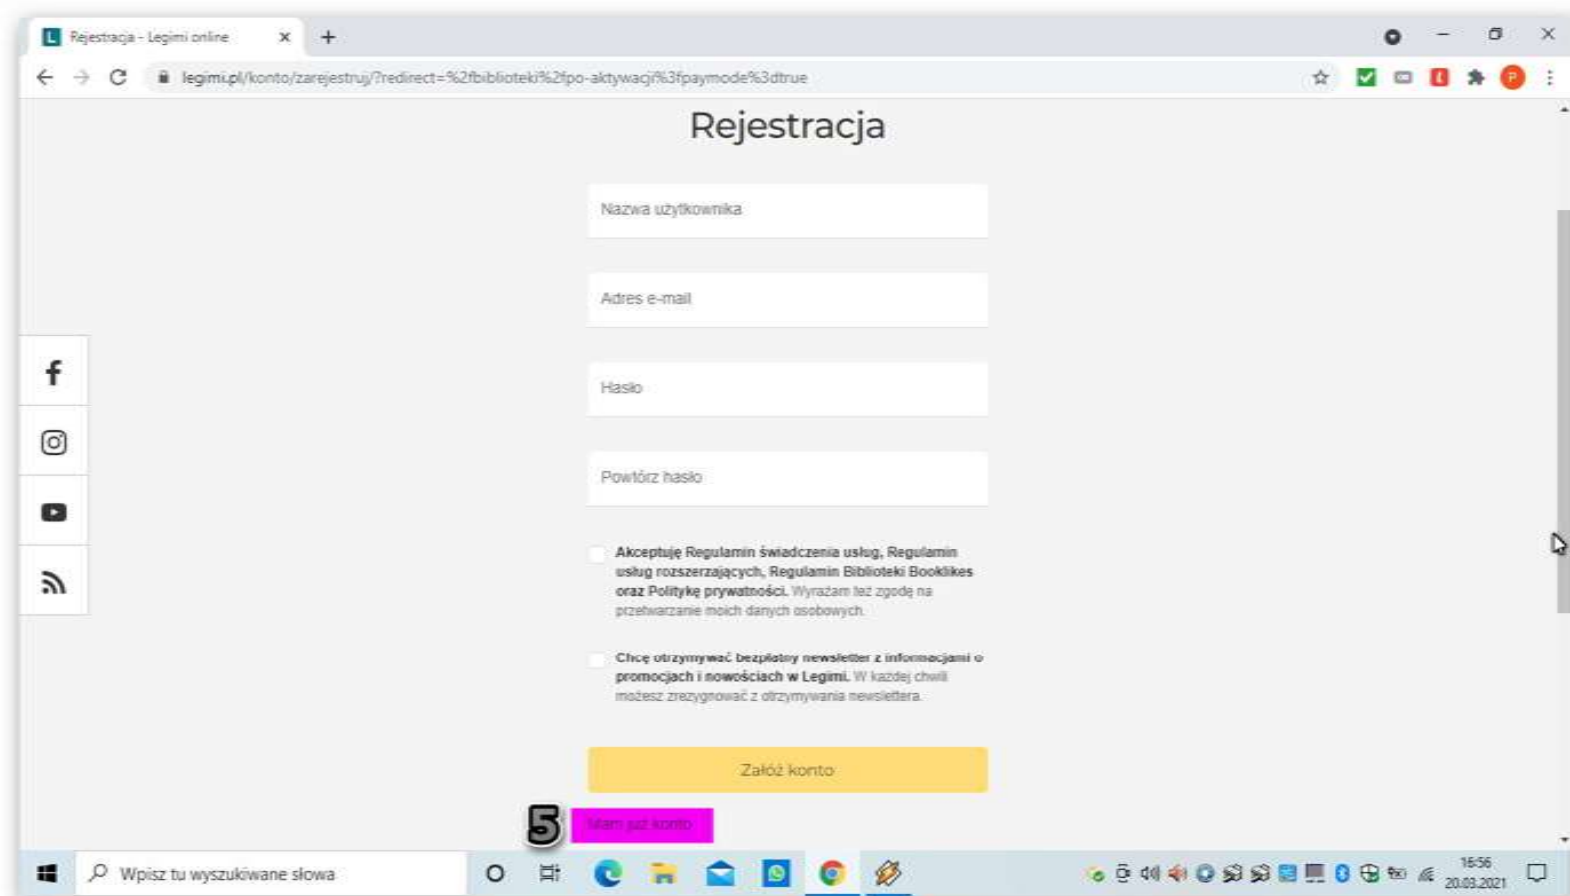 Rejestracja - Legimi online
legimi.pl/konto/zarejestruj/?redirect=%2fbiblioteki%2fpo-aktywacji%3fpaymode%3dtrue
P
Rejestracja
Nazwa użytkownika
Adres e-mail
Hasło
Powtórz hasło
Akceptuję Regulamin świadczenia usług, Regulamin
usług rozszerzających, Regulamin Biblioteki Booklikes
oraz Politykę prywatności. Wyrażam też zgodę na
przetwarzanie moich danych osobowych.
Chcę otrzymywać bezpłatny newsletter z informacjami o
promocjach i nowościach w Legimi. W każdej chwili
możesz zrezygnować z otrzymywania newslettera.
Załóż konto
5 Mam już konto
Wpisz tu wyszukiwane słowa
16:56
20.03.2021